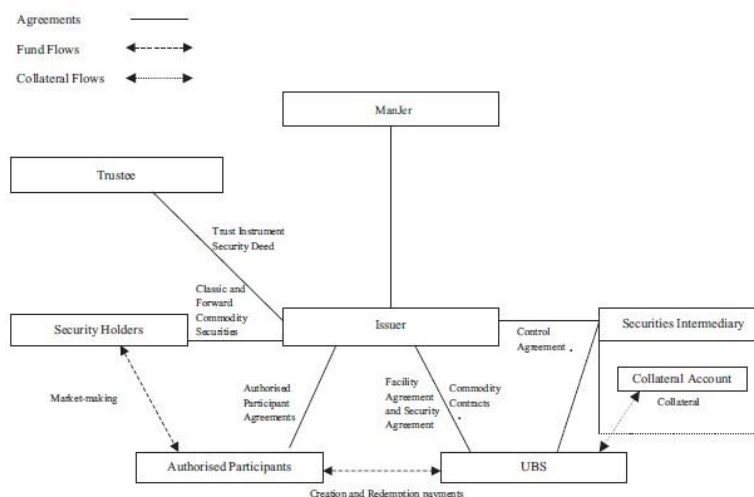 Agreements
Fund Flows
Collateral Flows
ManJer
Trustee
Trust Instrument
Security Deed
Classic and
Forward
Commodity
Securities
Security Holders
Issuer
Securities Intermediary
Control
Agreement
Collateral Account
Collateral
Market-making
Authorised
Participant
Agreements
Facility
Agreement
and Security
Agreement
Commodity
Contracts
Authorised Participants
UBS
Creation and Redemption payments